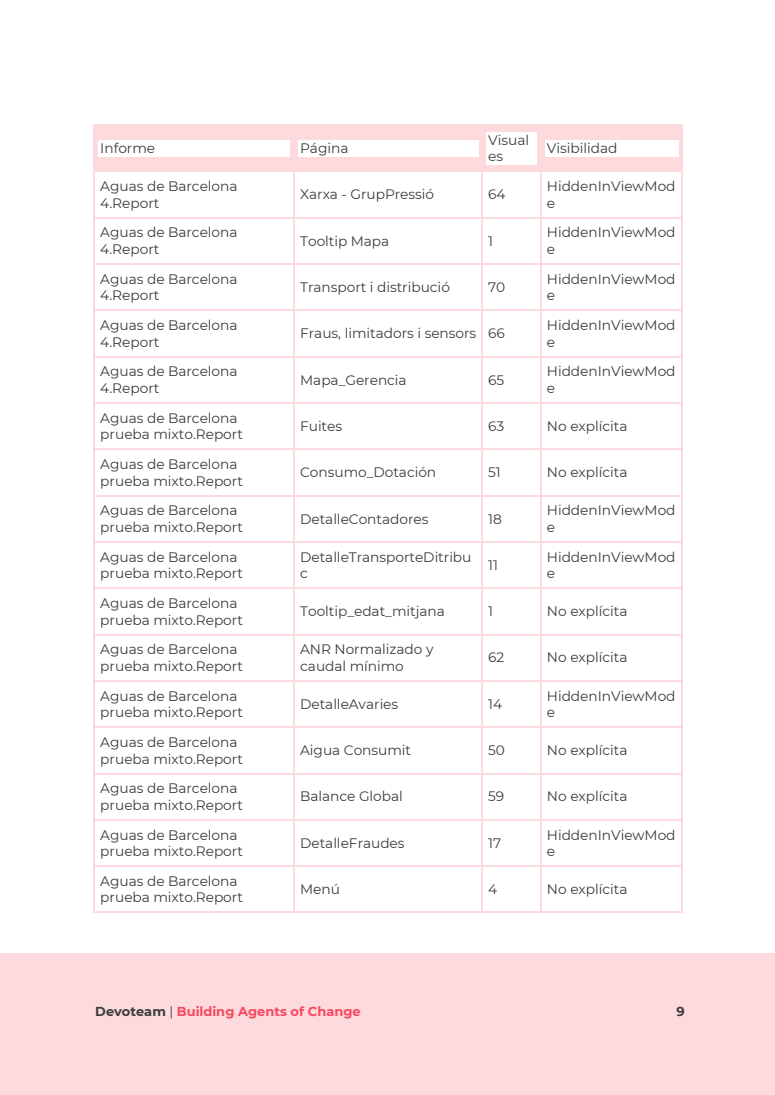 Informe Página Visual
es Visibilidad
Aguas de Barcelona
4.Report Xarxa - GrupPressió 64 HiddenInViewMod
e
Aguas de Barcelona
4.Report Tooltip Mapa 1 HiddenInViewMod
e
Aguas de Barcelona
4.Report Transport i distribució 70 HiddenInViewMod
e
Aguas de Barcelona
4.Report Fraus, limitadors i sensors 66 HiddenInViewMod
e
Aguas de Barcelona
4.Report Mapa_Gerencia 65 HiddenInViewMod
e
Aguas de Barcelona
prueba mixto.Report Fuites 63 No explícita
Aguas de Barcelona
prueba mixto.Report Consumo_Dotación 51 No explícita
Aguas de Barcelona
prueba mixto.Report DetalleContadores 18 HiddenInViewMod
e
Aguas de Barcelona
prueba mixto.Report DetalleTransporteDitribu
c 11 HiddenInViewMod
e
Aguas de Barcelona
prueba mixto.Report Tooltip_edat_mitjana 1 No explícita
Aguas de Barcelona
prueba mixto.Report ANR Normalizado y
caudal mínimo 62 No explícita
Aguas de Barcelona
prueba mixto.Report DetalleAvaries 14 HiddenInViewMod
e
Aguas de Barcelona
prueba mixto.Report Aigua Consumit 50 No explícita
Aguas de Barcelona
prueba mixto.Report Balance Global 59 No explícita
Aguas de Barcelona
prueba mixto.Report DetalleFraudes 17 HiddenInViewMod
e
Aguas de Barcelona
prueba mixto.Report Menú 4 No explícita
Devoteam | Building Agents of Change 9